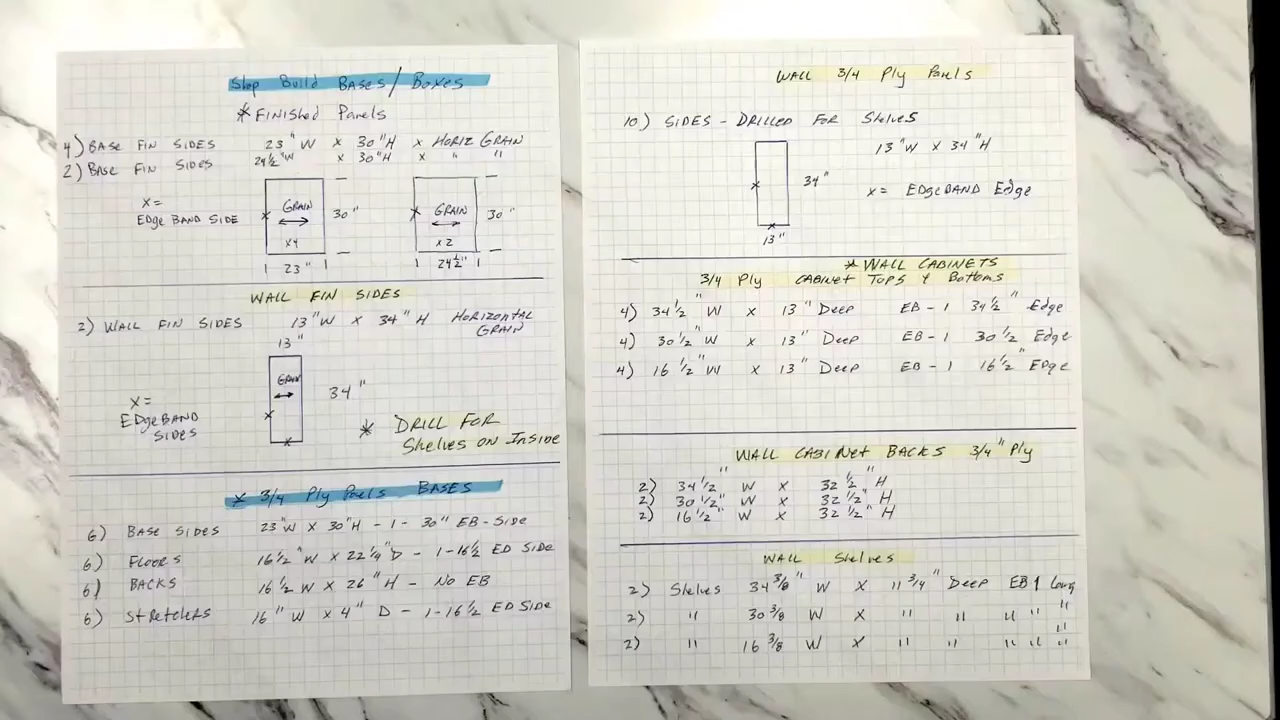 Shop Build BASES/BOXES
* FINISHED PANELS
4) BASE FIN SIDES 23" W x 30" H x HORIZ GRAIN
2) BASE FIN SIDES 24 1/2" W x 30" H x " "
x=
EDGE BAND SIDE
GRAIN
x4
30"
23"
GRAIN
x2
30"
24 1/2"
WALL FIN SIDES
2) WALL FIN SIDES 13" W x 34" H HORIZONTAL
GRAIN
13"
GRAIN
34"
x=
EDgeBAND
SIDES
* DRILL FOR
Shelves ON INSIDE
* 3/4 Ply Panels BASES
6) BASE SIDES 23" W x 30" H - 1 - 30" EB-Side
6) FLOORS 16 1/2" W x 22 1/4" D - 1-16 1/2 ED SIDE
6) BACKS 16 1/2 W x 26" H - No EB
6) Stretchers 16" W x 4" D - 1-16 1/2 ED Side
WALL 3/4 Ply Panels
10) SIDES - DRILLED FOR Shelves
13" W x 34" H
34"
x= EDgeBAND Edge
13"
* WALL CABINETS
3/4 Ply CABINET TOPS & Bottoms
4) 34 1/2" W x 13" Deep EB-1 34 1/2" Edge
4) 30 1/2" W x 13" Deep EB-1 30 1/2 Edge
4) 16 1/2" W x 13" Deep EB-1 16 1/2" Edge
WALL CABINet BACKS 3/4" Ply
2) 34 1/2" W x 32 1/2" H
2) 30 1/2" W x 32 1/2" H
2) 16 1/2" W x 32 1/2" H
WALL Shelves
2) Shelves 34 3/8" W x 11 3/4" Deep EB 1 Long
2) " 30 3/8 W x " " " " "
2) " 16 3/8 W x " " " " "